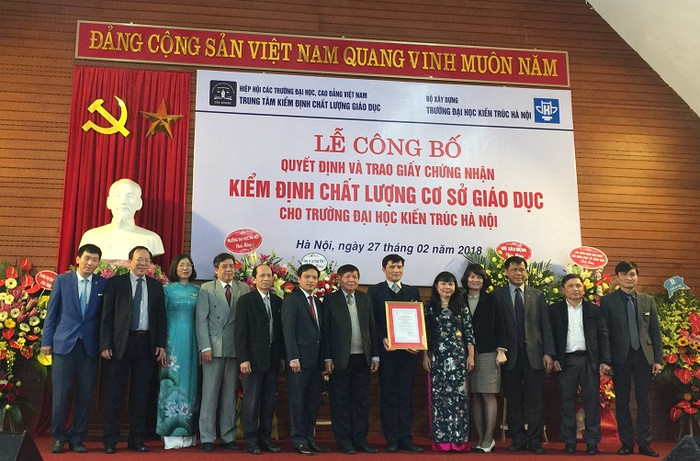 ĐẢNG CỘNG SẢN VIỆT NAM QUANG VINH MUÔN NĂM
HIỆP HỘI CÁC TRƯỜNG ĐẠI HỌC, CAO ĐẲNG VIỆT NAM
TRUNG TÂM KIỂM ĐỊNH CHẤT LƯỢNG GIÁO DỤC
BỘ XÂY DỰNG
TRƯỜNG ĐẠI HỌC KIẾN TRÚC HÀ NỘI
LỄ CÔNG BỐ
QUYẾT ĐỊNH VÀ TRAO GIẤY CHỨNG NHẬN
KIỂM ĐỊNH CHẤT LƯỢNG CƠ SỞ GIÁO DỤC
CHO TRƯỜNG ĐẠI HỌC KIẾN TRÚC HÀ NỘI
Hà Nội, ngày 27 tháng 02 năm 2018
BỘ XÂY DỰNG